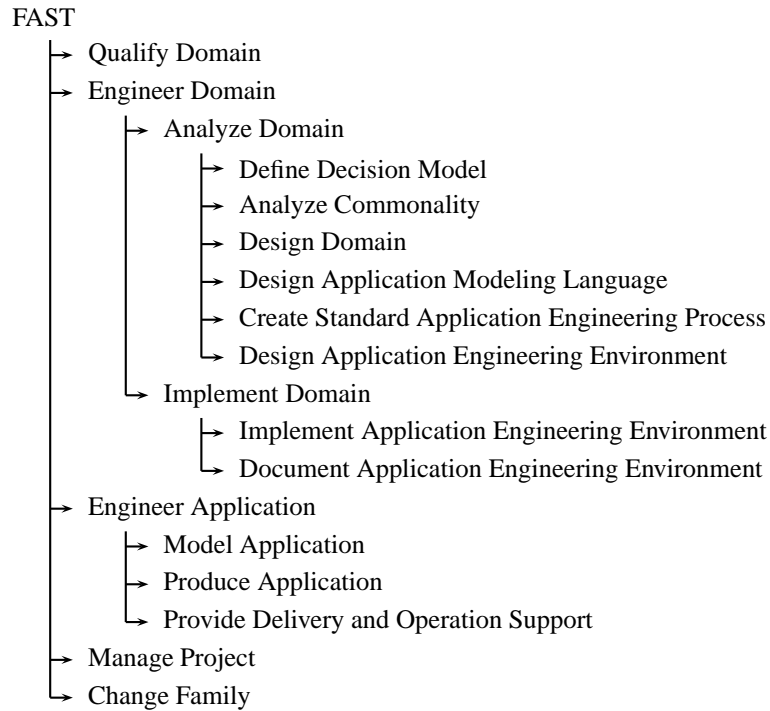 FAST
Qualify Domain
Engineer Domain
Analyze Domain
Define Decision Model
Analyze Commonality
Design Domain
Design Application Modeling Language
Create Standard Application Engineering Process
Design Application Engineering Environment
Implement Domain
Implement Application Engineering Environment
Document Application Engineering Environment
Engineer Application
Model Application
Produce Application
Provide Delivery and Operation Support
Manage Project
Change Family